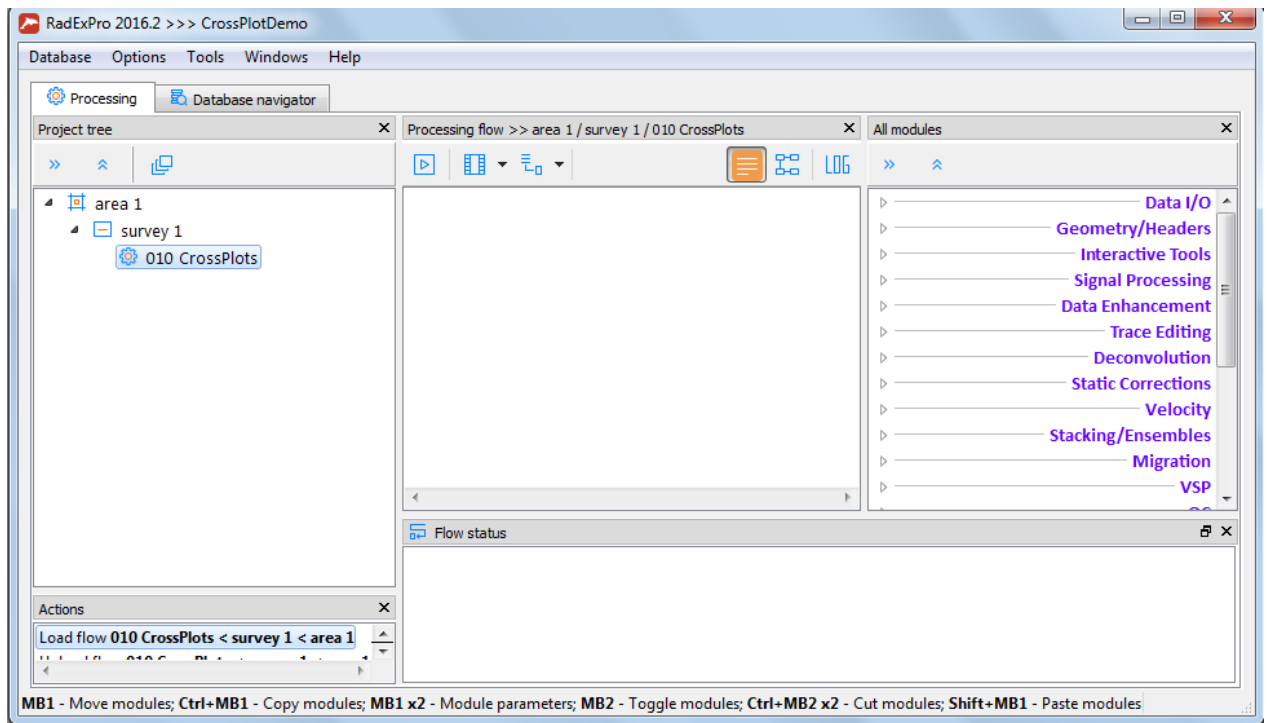 RadExPro 2016.2 >>> CrossPlotDemo
Database Options Tools Windows Help
Processing Database navigator
Project tree
area 1
survey 1
010 CrossPlots
Actions
Load flow 010 CrossPlots < survey 1 < area 1
Processing flow >> area 1 / survey 1 / 010 CrossPlots
LOG
All modules
Data I/O
Geometry/Headers
Interactive Tools
Signal Processing
Data Enhancement
Trace Editing
Deconvolution
Static Corrections
Velocity
Stacking/Ensembles
Migration
VSP
Flow status
MB1 - Move modules; Ctrl+MB1 - Copy modules; MB1 x2 - Module parameters; MB2 - Toggle modules; Ctrl+MB2 x2 - Cut modules; Shift+MB1 - Paste modules